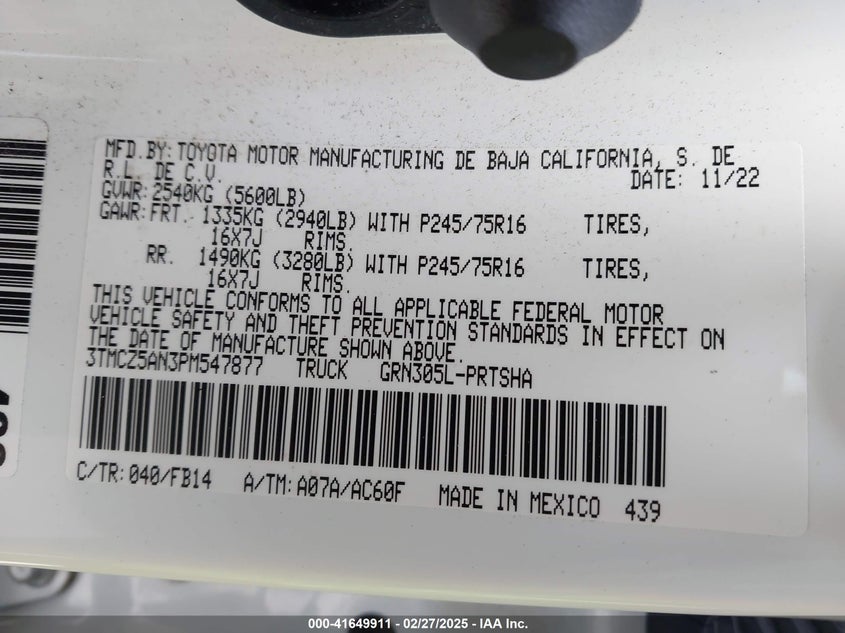 MFD.BY:TOYOTA MOTOR MANUFACTURING DE BAJA CALIFORNIA, S. DE
R.L. DE C.V. DATE: 11/22
GVWR:2540KG (5600LB)
GAWR:FRT. 1335KG (2940LB) WITH P245/75R16 TIRES,
16X7J RIMS.
RR. 1490KG (3280LB) WITH P245/75R16 TIRES,
16X7J RIMS.
THIS VEHICLE CONFORMS TO ALL APPLICABLE FEDERAL MOTOR
VEHICLE SAFETY AND THEFT PREVENTION STANDARDS IN EFFECT ON
THE DATE OF MANUFACTURE SHOWN ABOVE.
3TMCZ5AN3PM547877 TRUCK GRN305L-PRTSHA
C/TR:040/FB14 A/TM:A07A/AC60F MADE IN MEXICO 439
000-41649911 - 02/27/2025 - IAA Inc.